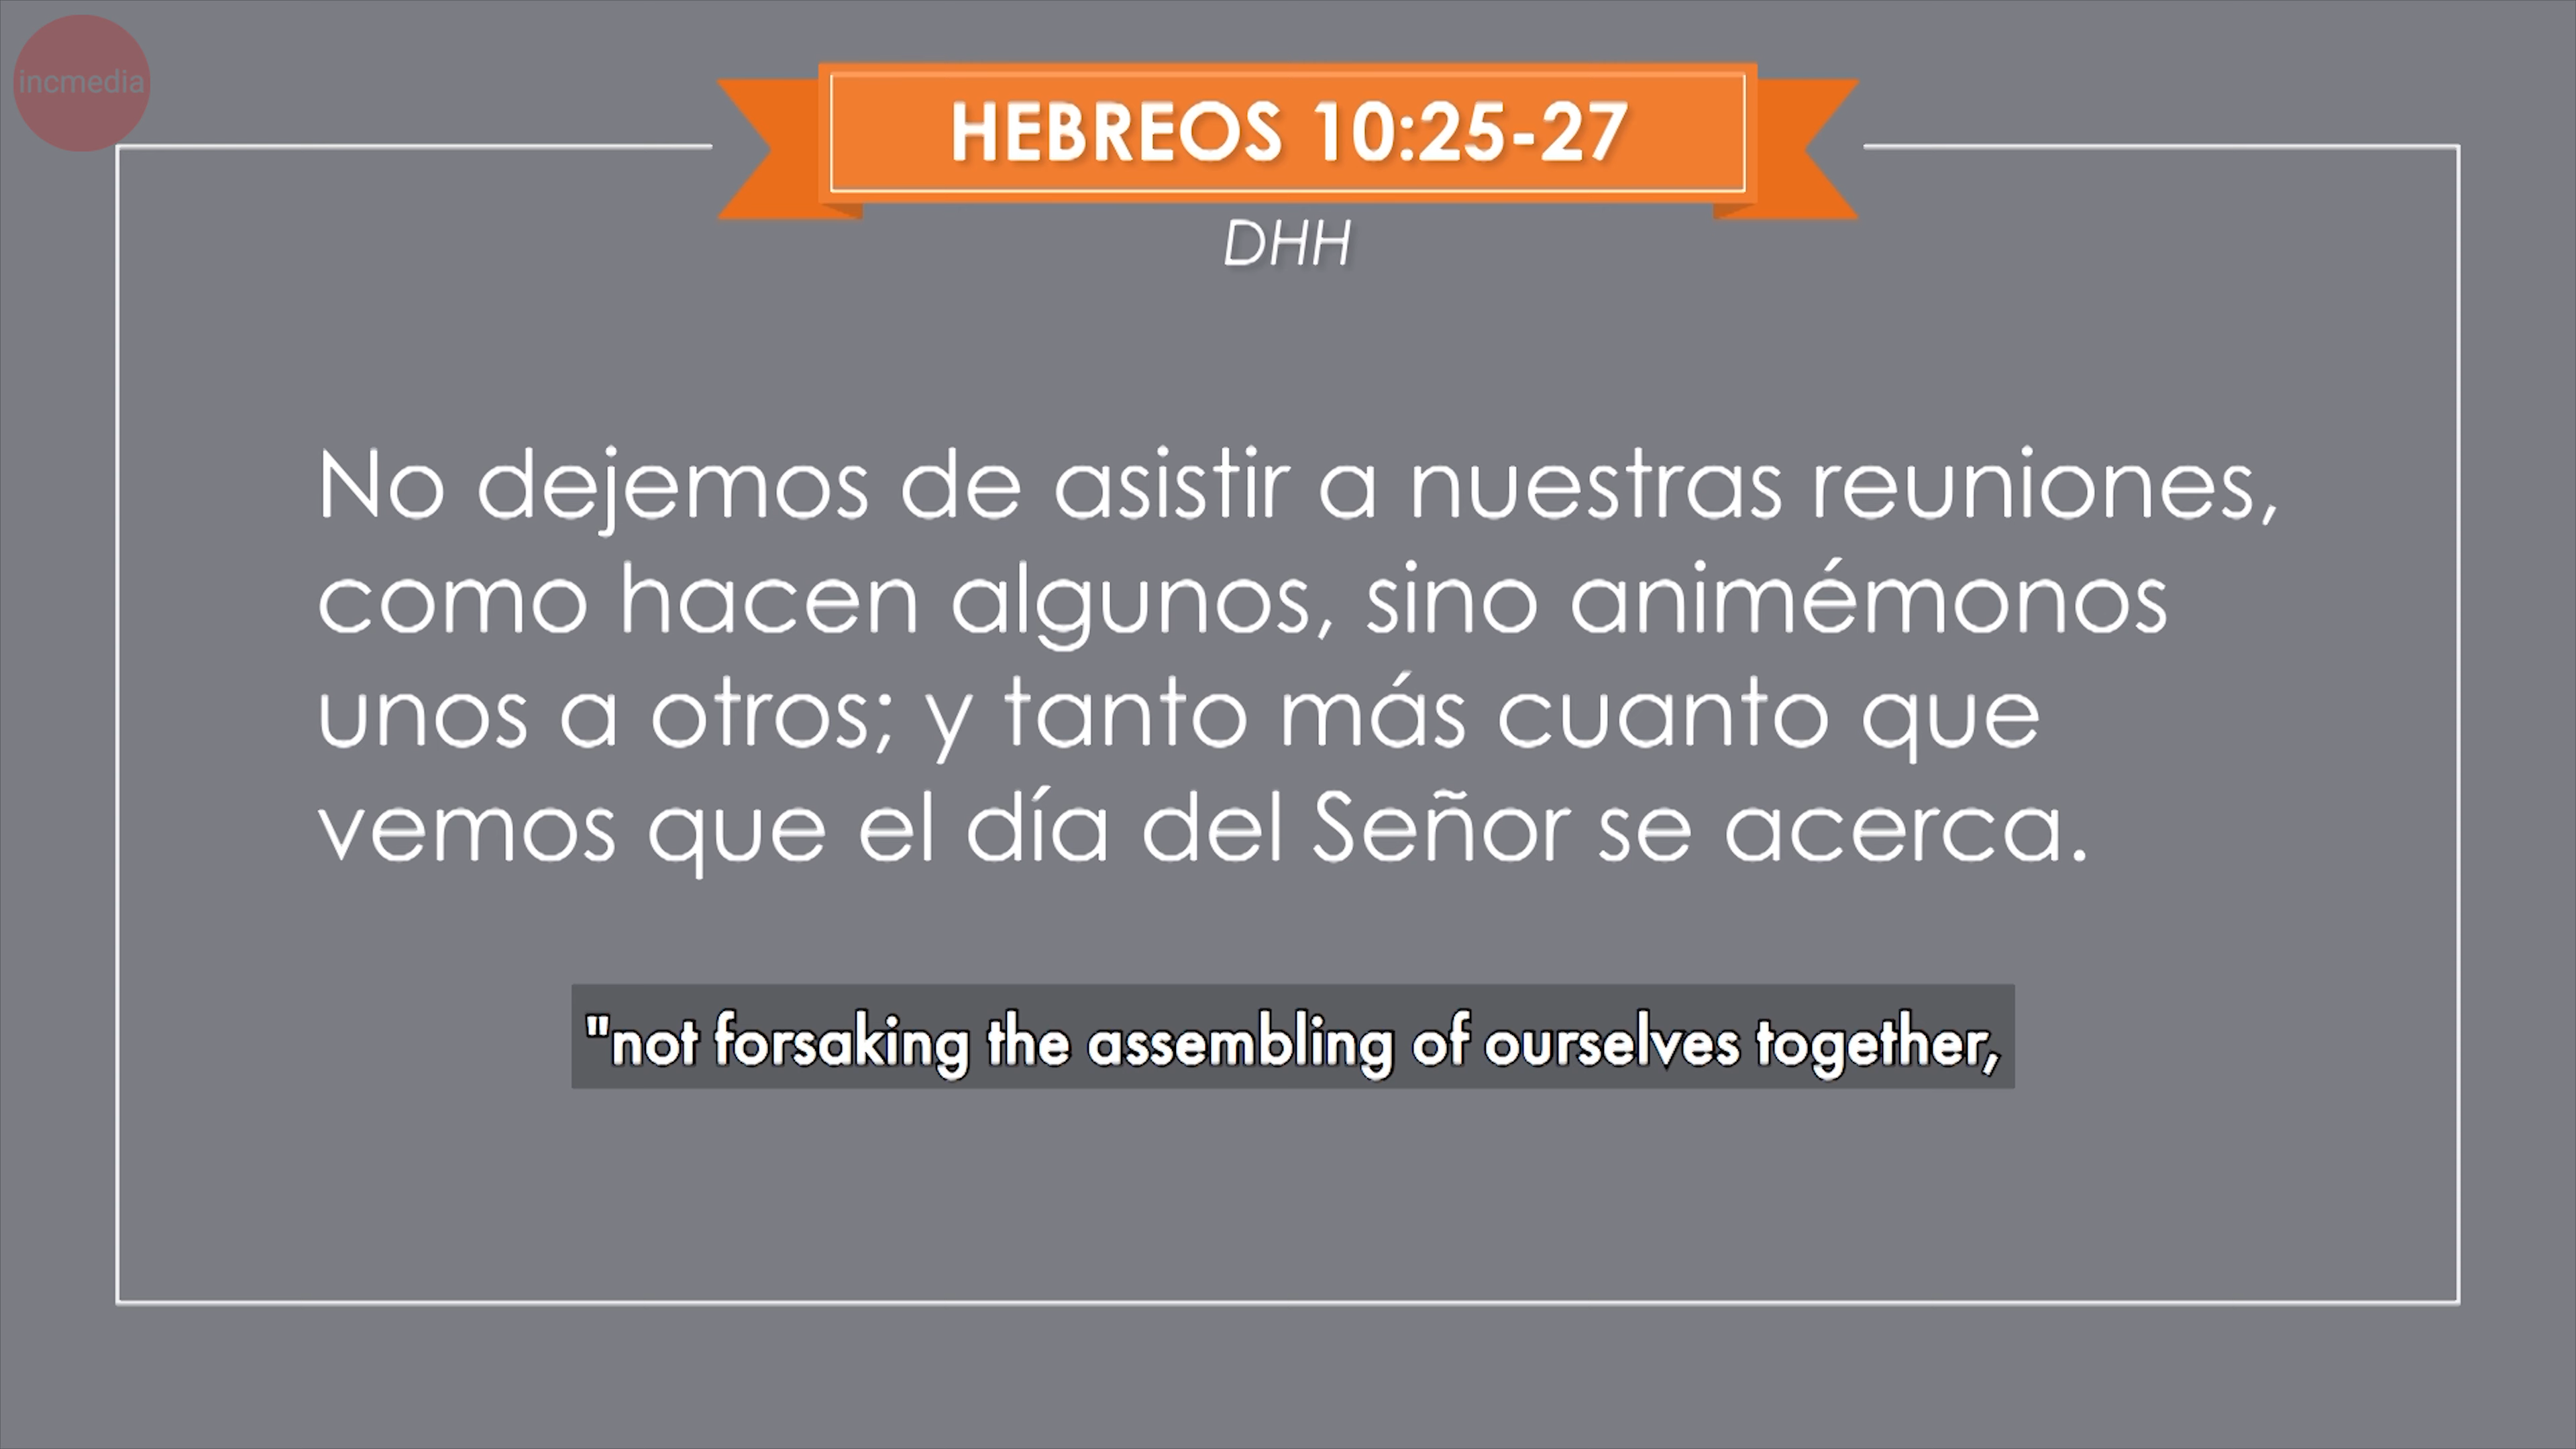 incmedia
HEBREOS 10:25-27
DHH
No dejemos de asistir a nuestras reuniones,
como hacen algunos, sino animémonos
unos a otros; y tanto más cuanto que
vemos que el día del Señor se acerca.
"not forsaking the assembling of ourselves together,